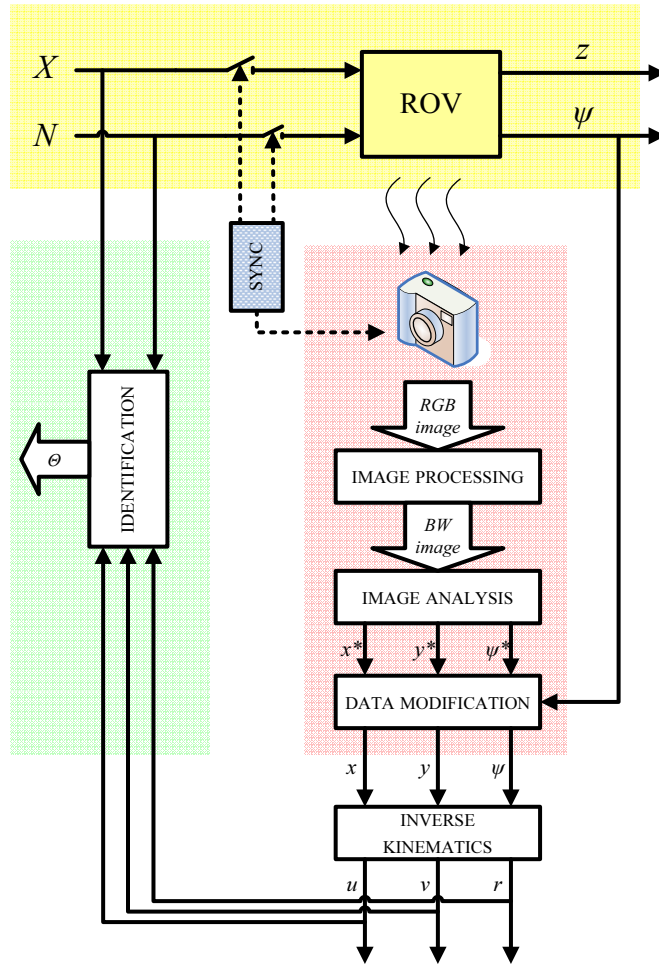 X
z
ROV
N
ψ
SYNC
RGB
image
IDENTIFICATION
Θ
IMAGE PROCESSING
BW
image
IMAGE ANALYSIS
x* y* ψ*
DATA MODIFICATION
x y ψ
INVERSE
KINEMATICS
u v r